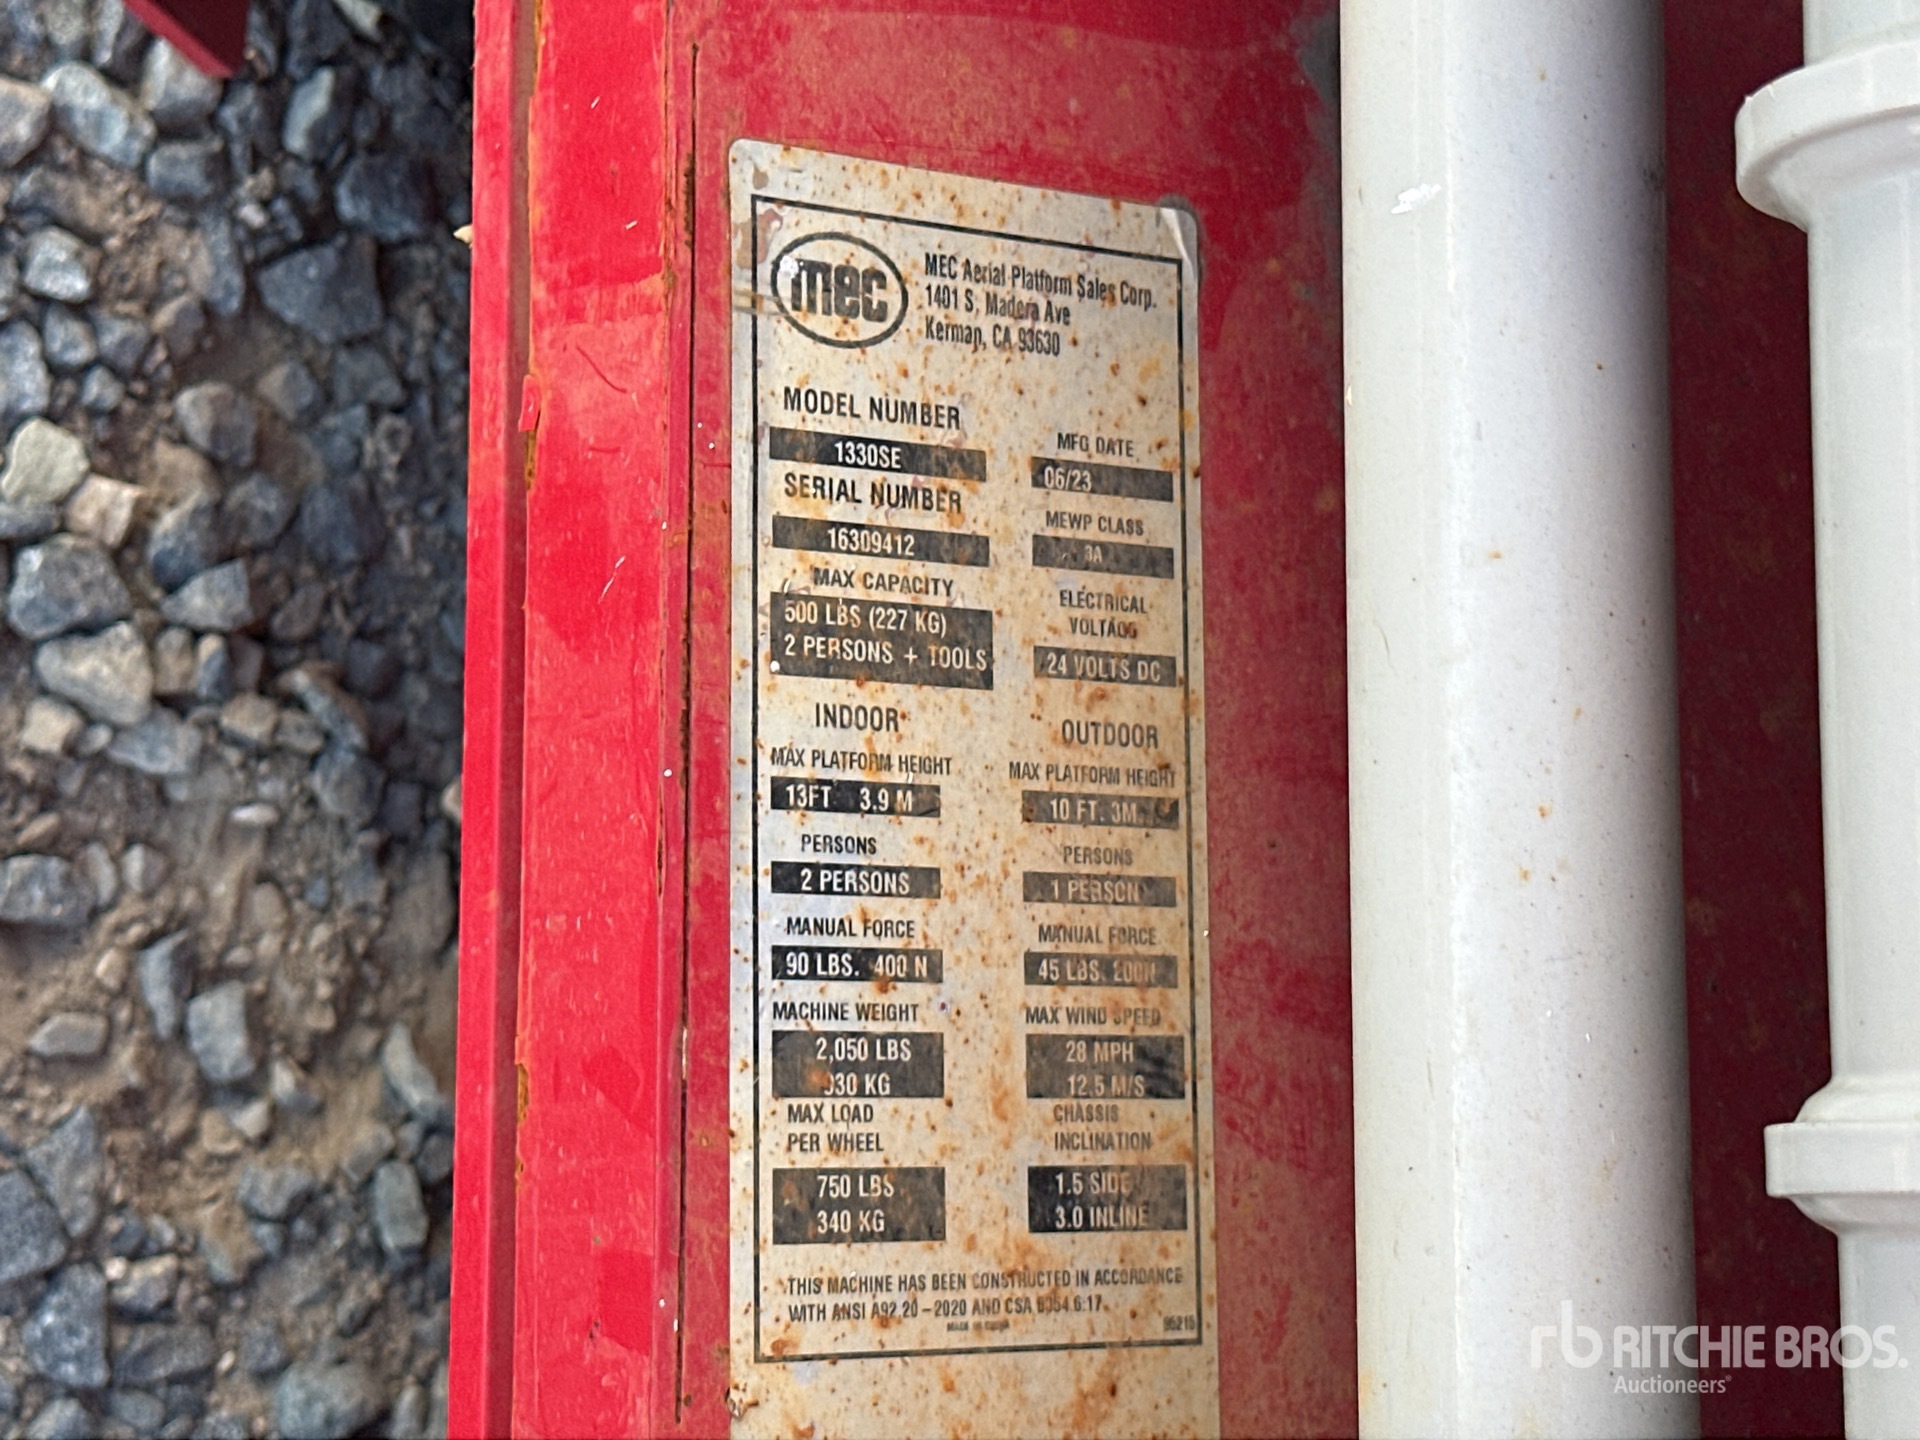 mec
MEC Aerial Platform Sales Corp.
1401 S. Madera Ave
Kerman, CA 93630
MODEL NUMBER
1330SE
SERIAL NUMBER
16309412
MAX CAPACITY
500 LBS (227 KG)
2 PERSONS + TOOLS
MFG DATE
06/23
MEWP CLASS
3A
ELECTRICAL
VOLTAGE
24 VOLTS DC
INDOOR
MAX PLATFORM HEIGHT
13FT 3.9 M
PERSONS
2 PERSONS
MANUAL FORCE
90 LBS. 400 N
MACHINE WEIGHT
2,050 LBS
930 KG
MAX LOAD
PER WHEEL
750 LBS
340 KG
OUTDOOR
MAX PLATFORM HEIGHT
10 FT. 3M
PERSONS
1 PERSON
MANUAL FORCE
45 LBS. 200N
MAX WIND SPEED
28 MPH
12.5 M/S
CHASSIS
INCLINATION
1.5 SIDE
3.0 INLINE
THIS MACHINE HAS BEEN CONSTRUCTED IN ACCORDANCE
WITH ANSI A92.20 - 2020 AND CSA B354.6:17
MADE IN CHINA
95215
rb RITCHIE BROS.
Auctioneers